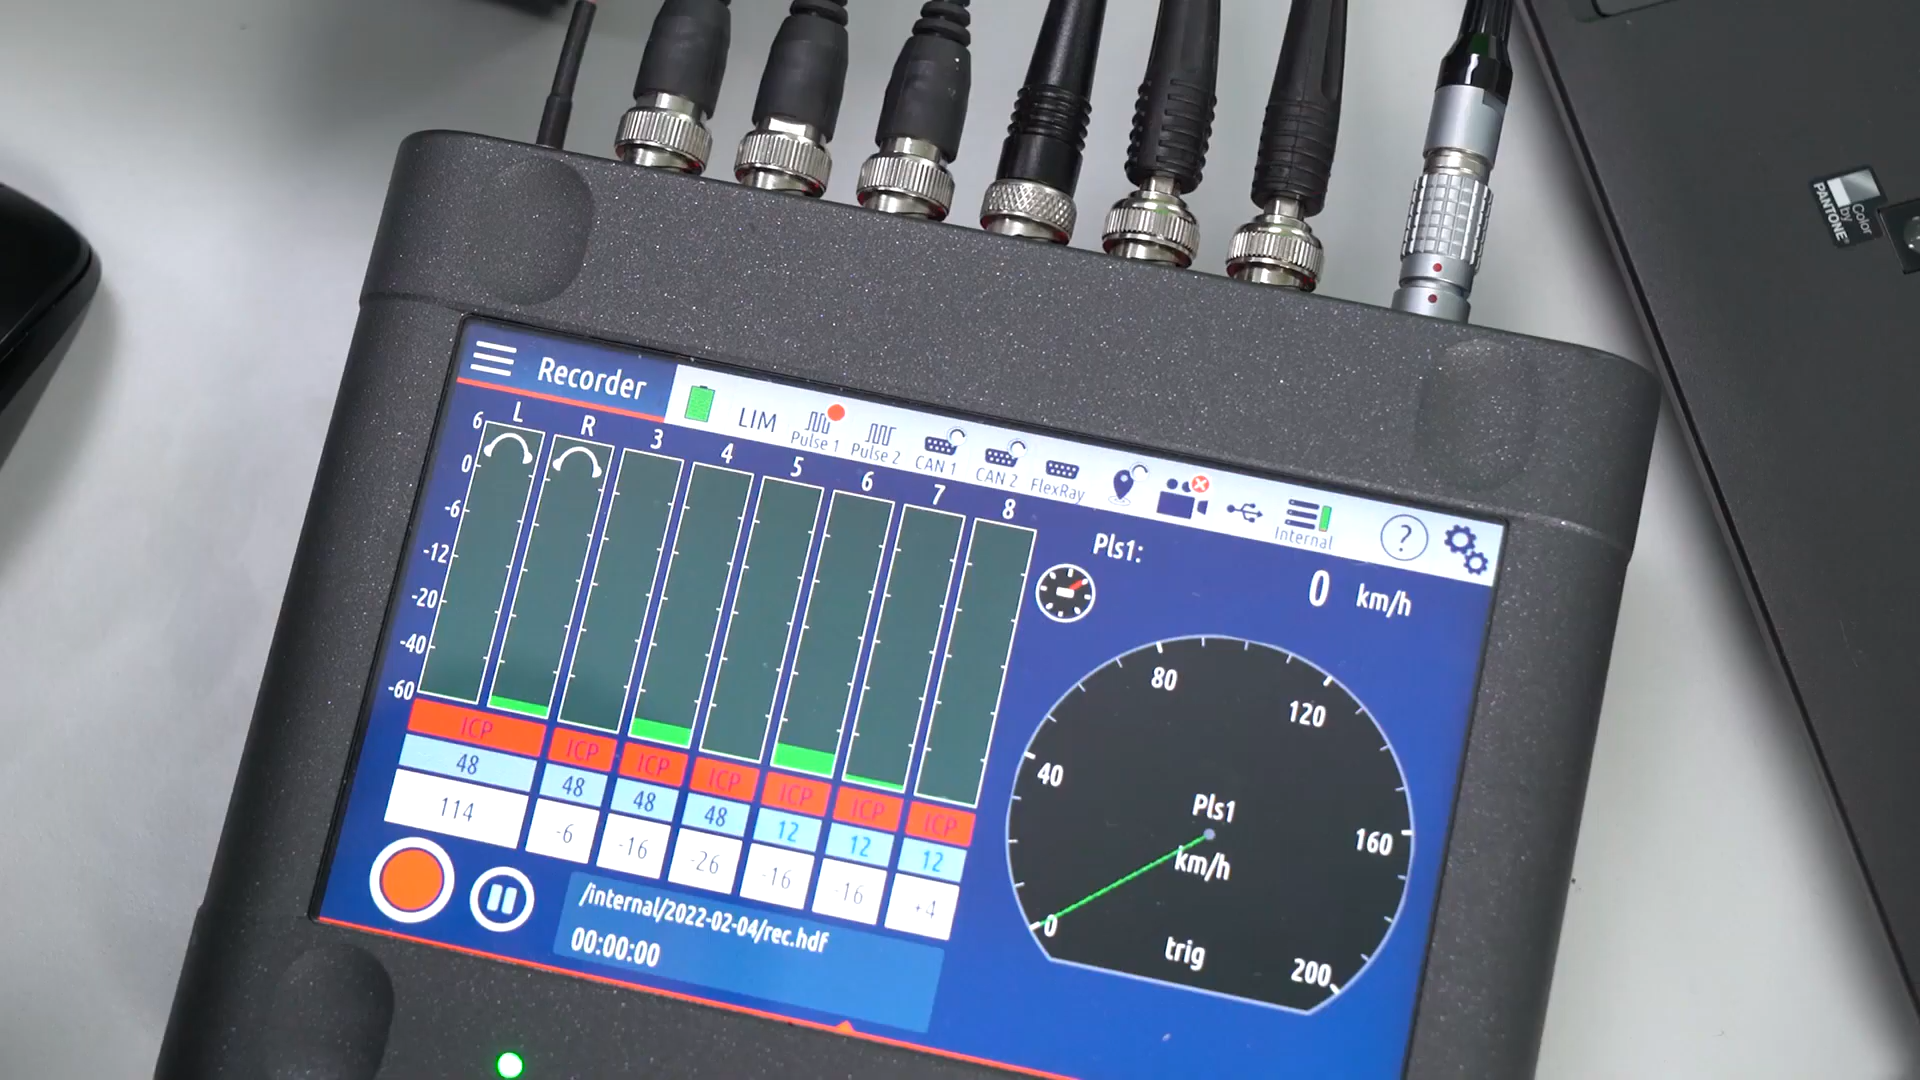 Recorder
LIM
Pulse 1
Pulse 2
CAN 1
CAN 2
FlexRay
Internal
?
L R 3 4 5 6 7 8
6
0
-6
-12
-20
-40
-60
ICP ICP ICP ICP ICP ICP ICP
48 48 48 48 12 12 12
114 -6 -16 -26 -16 -16 +4
/internal/2022-02-04/rec.hdf
00:00:00
Pls1:
0 km/h
80
120
40
160
0
200
Pls1
km/h
trig
PANTONE®
Color
by